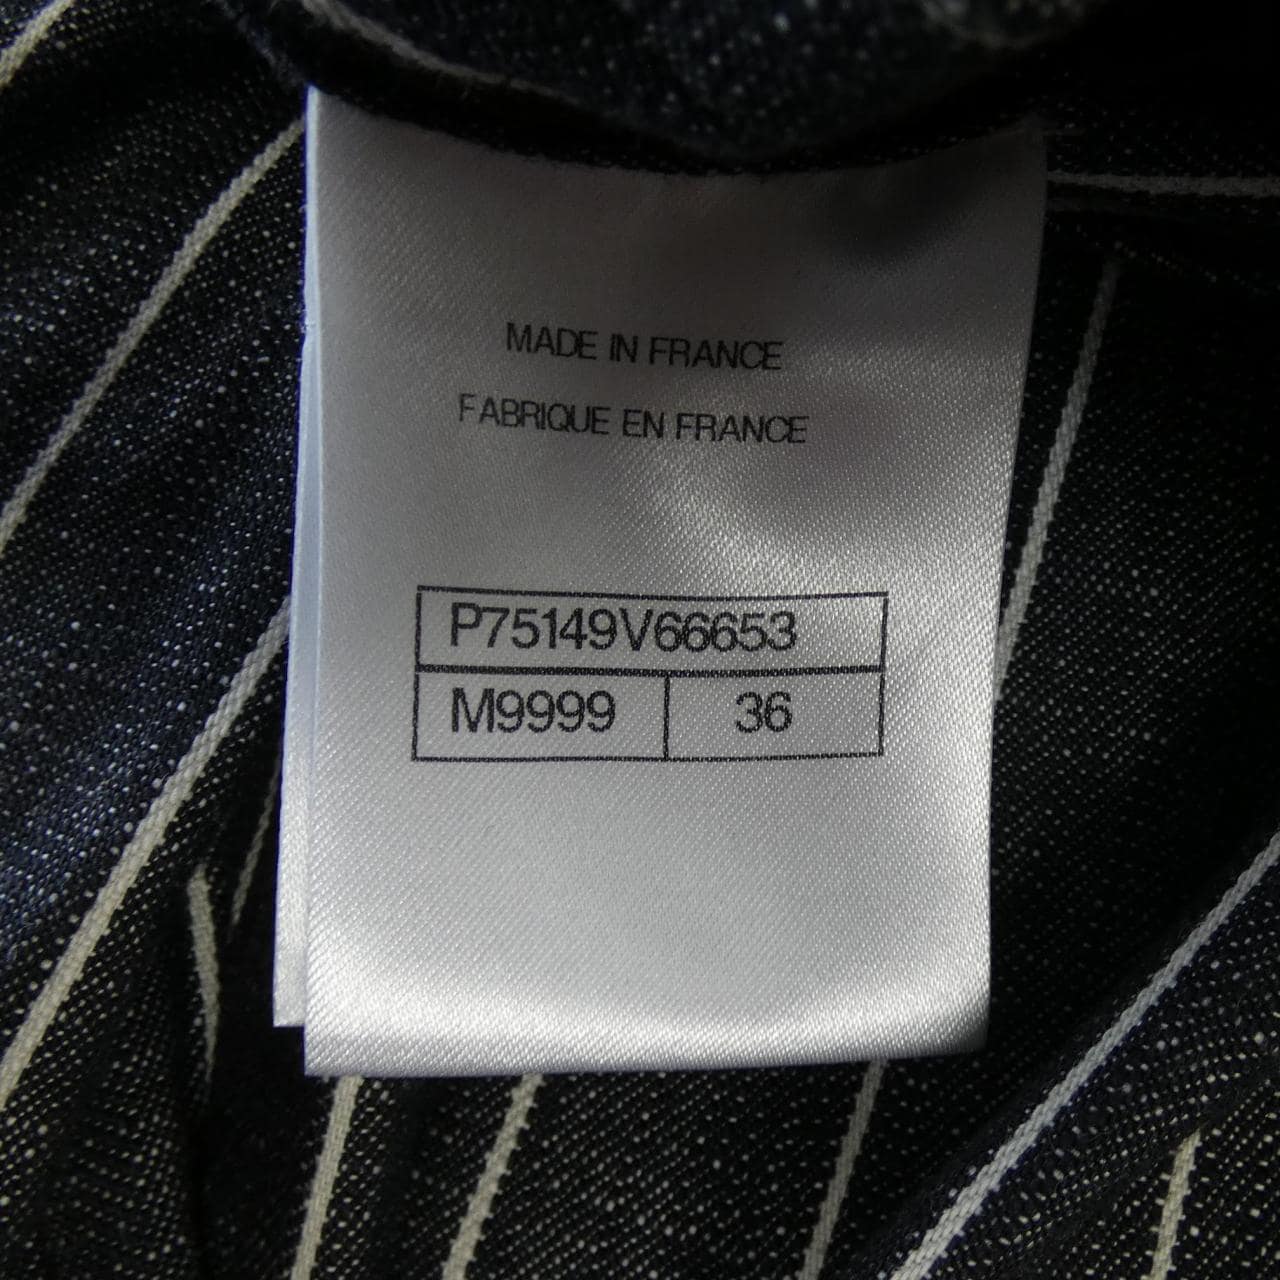 MADE IN FRANCE
FABRIQUE EN FRANCE
P75149V66653
M9999 36